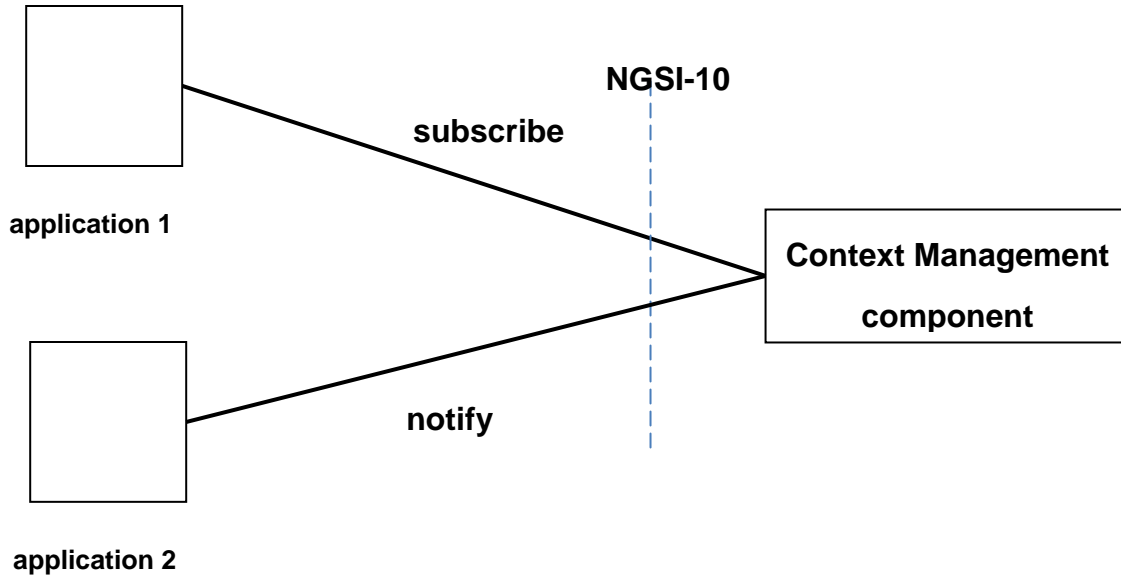 NGSI-10
subscribe
application 1
Context Management
component
notify
application 2